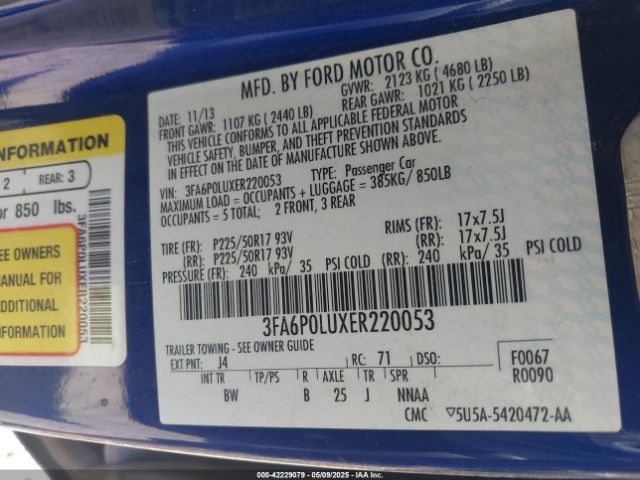 MFD. BY FORD MOTOR CO.
DATE: 11/13 GVWR: 2123 KG ( 4680 LB)
FRONT GAWR: 1107 KG ( 2440 LB) REAR GAWR: 1021 KG ( 2250 LB)
THIS VEHICLE CONFORMS TO ALL APPLICABLE FEDERAL MOTOR
VEHICLE SAFETY, BUMPER, AND THEFT PREVENTION STANDARDS
IN EFFECT ON THE DATE OF MANUFACTURE SHOWN ABOVE.
VIN: 3FA6P0LUXER220053 TYPE: Passenger Car
MAXIMUM LOAD = OCCUPANTS + LUGGAGE = 385KG/ 850LB
OCCUPANTS = 5 TOTAL; 2 FRONT, 3 REAR
TIRE (FR): P225/50R17 93V RIMS (FR): 17x7.5J
(RR): P225/50R17 93V (RR): 17x7.5J
PRESSURE (FR): 240 kPa/ 35 PSI COLD (RR): 240 kPa/ 35 PSI COLD
3FA6P0LUXER220053
TRAILER TOWING - SEE OWNER GUIDE
EXT PNT: J4 RC: 71 DSO: F0067
R0090
INT TR TP/PS R AXLE TR SPR
BW B 25 J NNAA
CMC 5U5A-5420472-AA
INFORMATION
2 REAR: 3
or 850 lbs.
SEE OWNERS
MANUAL FOR
ADDITIONAL
INFORMATION
3FA6P0LUXER220053
000-42229079 - 05/09/2025 - IAAI Branches